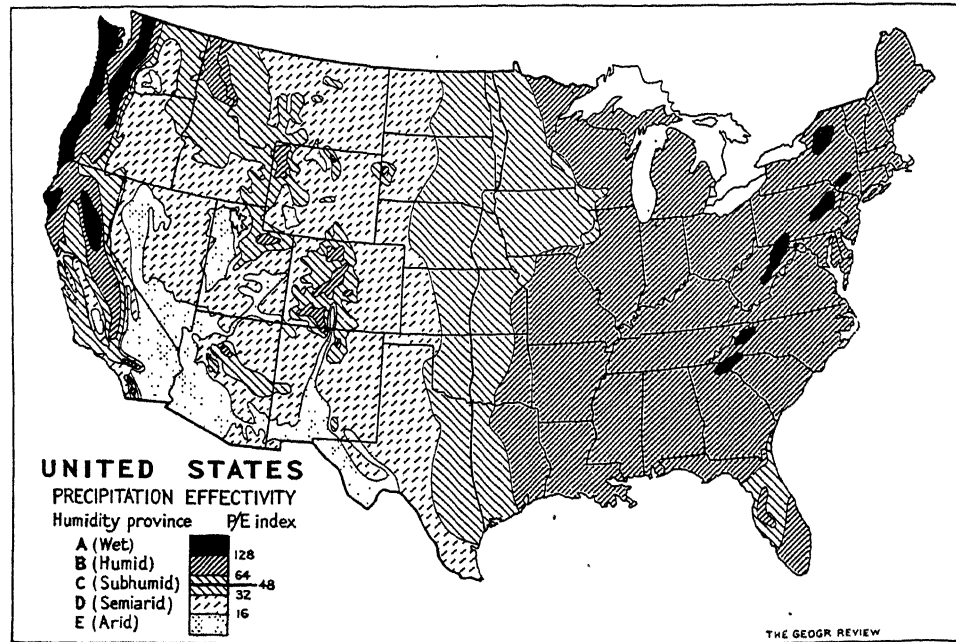 UNITED STATES
PRECIPITATION EFFECTIVITY
Humidity province P/E index
A (Wet)
128
B (Humid)
64
C (Subhumid)
48
32
D (Semiarid)
16
E (Arid)
THE GEOGR REVIEW